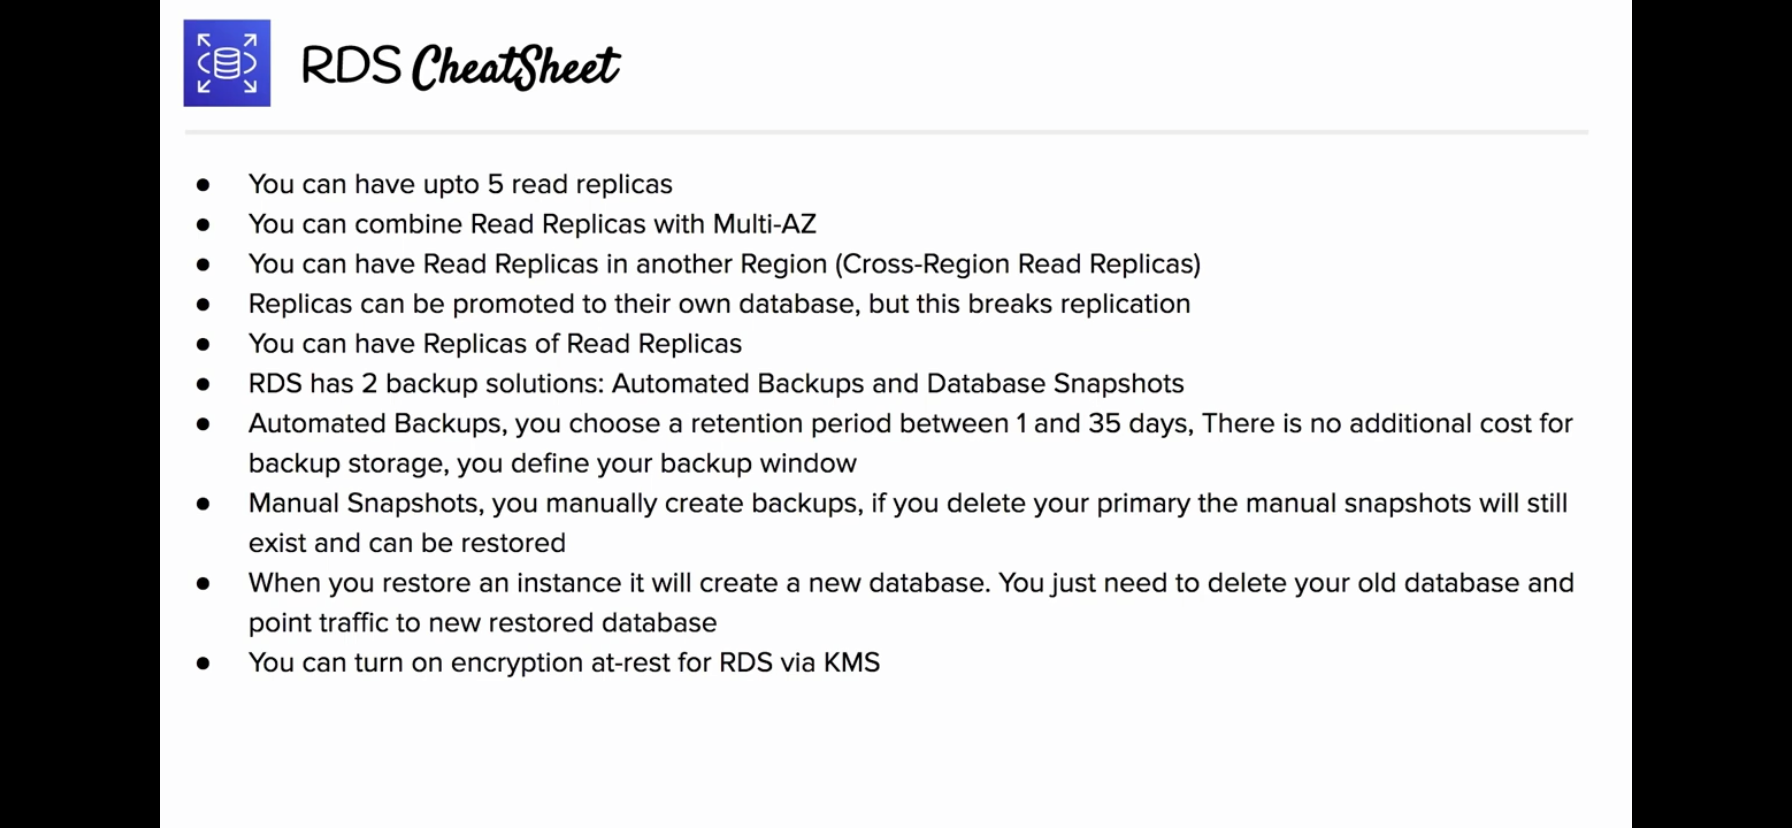 RDS CheatSheet
● You can have upto 5 read replicas
● You can combine Read Replicas with Multi-AZ
● You can have Read Replicas in another Region (Cross-Region Read Replicas)
● Replicas can be promoted to their own database, but this breaks replication
● You can have Replicas of Read Replicas
● RDS has 2 backup solutions: Automated Backups and Database Snapshots
● Automated Backups, you choose a retention period between 1 and 35 days, There is no additional cost for
backup storage, you define your backup window
● Manual Snapshots, you manually create backups, if you delete your primary the manual snapshots will still
exist and can be restored
● When you restore an instance it will create a new database. You just need to delete your old database and
point traffic to new restored database
● You can turn on encryption at-rest for RDS via KMS